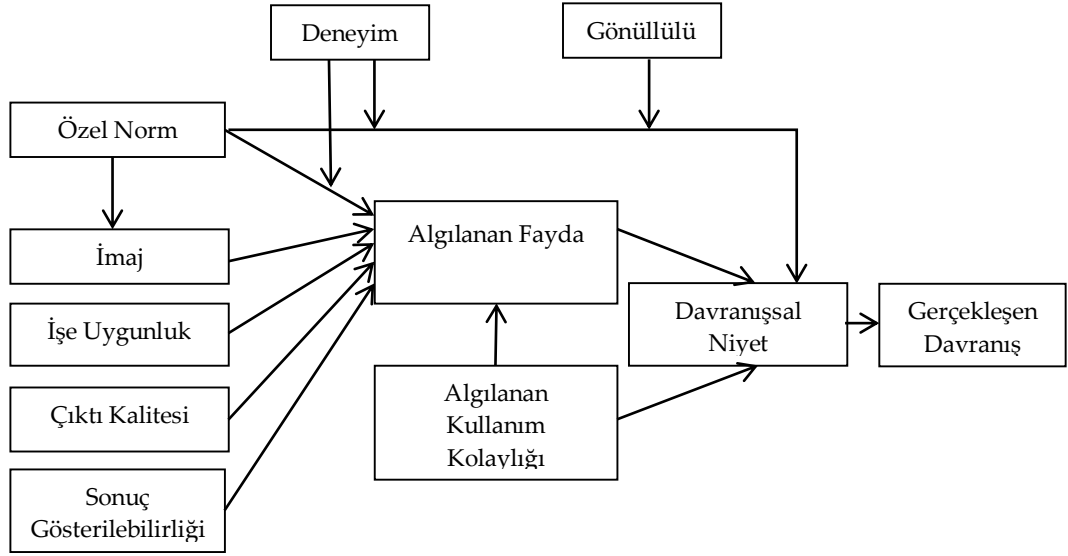 Deneyim
Gönüllülü
Özel Norm
Algılanan Fayda
İmaj
Davranışsal
Niyet
Gerçekleşen
Davranış
İşe Uygunluk
Algılanan
Kullanım
Kolaylığı
Çıktı Kalitesi
Sonuç
Gösterilebilirliği